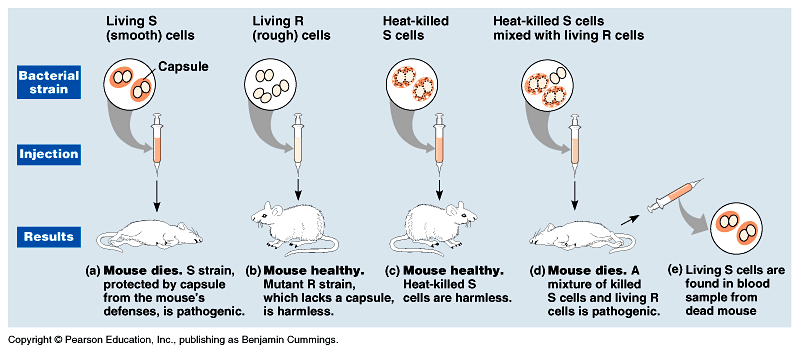 Living S
(smooth) cells
Living R
(rough) cells
Heat-killed
S cells
Heat-killed S cells
mixed with living R cells
Bacterial
strain
Capsule
Injection
Results
(a) Mouse dies. S strain,
protected by capsule
from the mouse's
defenses, is pathogenic.
(b) Mouse healthy.
Mutant R strain,
which lacks a capsule,
is harmless.
(c) Mouse healthy.
Heat-killed S
cells are harmless.
(d) Mouse dies. A
mixture of killed
S cells and living R
cells is pathogenic.
(e) Living S cells are
found in blood
sample from
dead mouse
Copyright © Pearson Education, Inc., publishing as Benjamin Cummings.